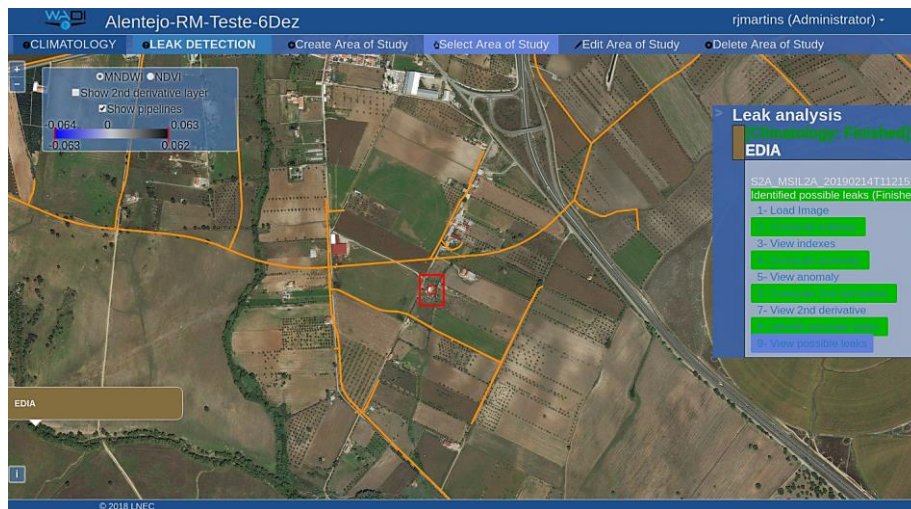 WADI
Alentejo-RM-Teste-6Dez
rjmartins (Administrator)
CLIMATOLOGY LEAK DETECTION Create Area of Study Select Area of Study Edit Area of Study Delete Area of Study
+
-
MNDWI NDVI
Show 2nd derivative layer
Show pipelines
-0.064 0 0.063
-0.063 0.062
> Leak analysis
[Climatology: Finished]
EDIA
S2A_MSIL2A_20190214T11215
Identified possible leaks (Finishe
1- Load Image
3- View indexes
5- View anomaly
7- View 2nd derivative
9- View possible leaks
EDIA
i
© 2018 LNEC